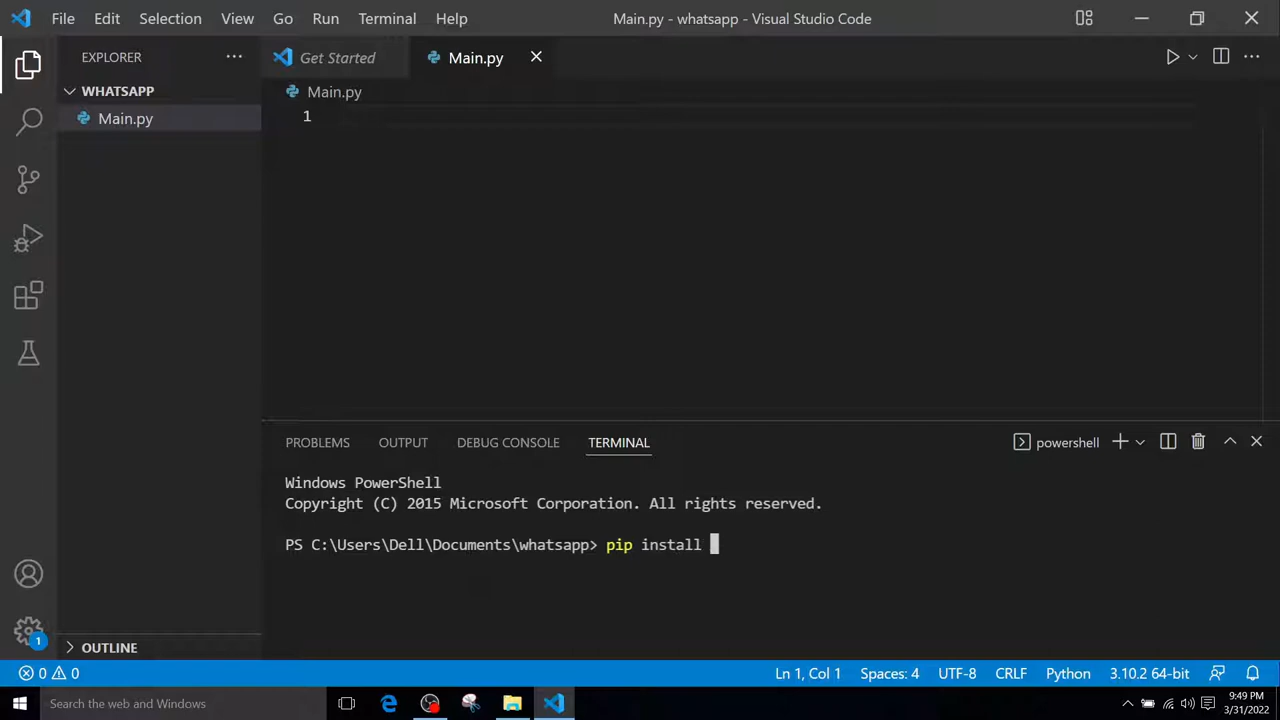 File Edit Selection View Go Run Terminal Help Main.py - whatsapp - Visual Studio Code
EXPLORER
Get Started Main.py
WHATSAPP
Main.py
Main.py
1
PROBLEMS OUTPUT DEBUG CONSOLE TERMINAL powershell
Windows PowerShell
Copyright (C) 2015 Microsoft Corporation. All rights reserved.
PS C:\Users\Dell\Documents\whatsapp> pip install
1
OUTLINE
0 0 Ln 1, Col 1 Spaces: 4 UTF-8 CRLF Python 3.10.2 64-bit
Search the web and Windows
9:49 PM
3/31/2022